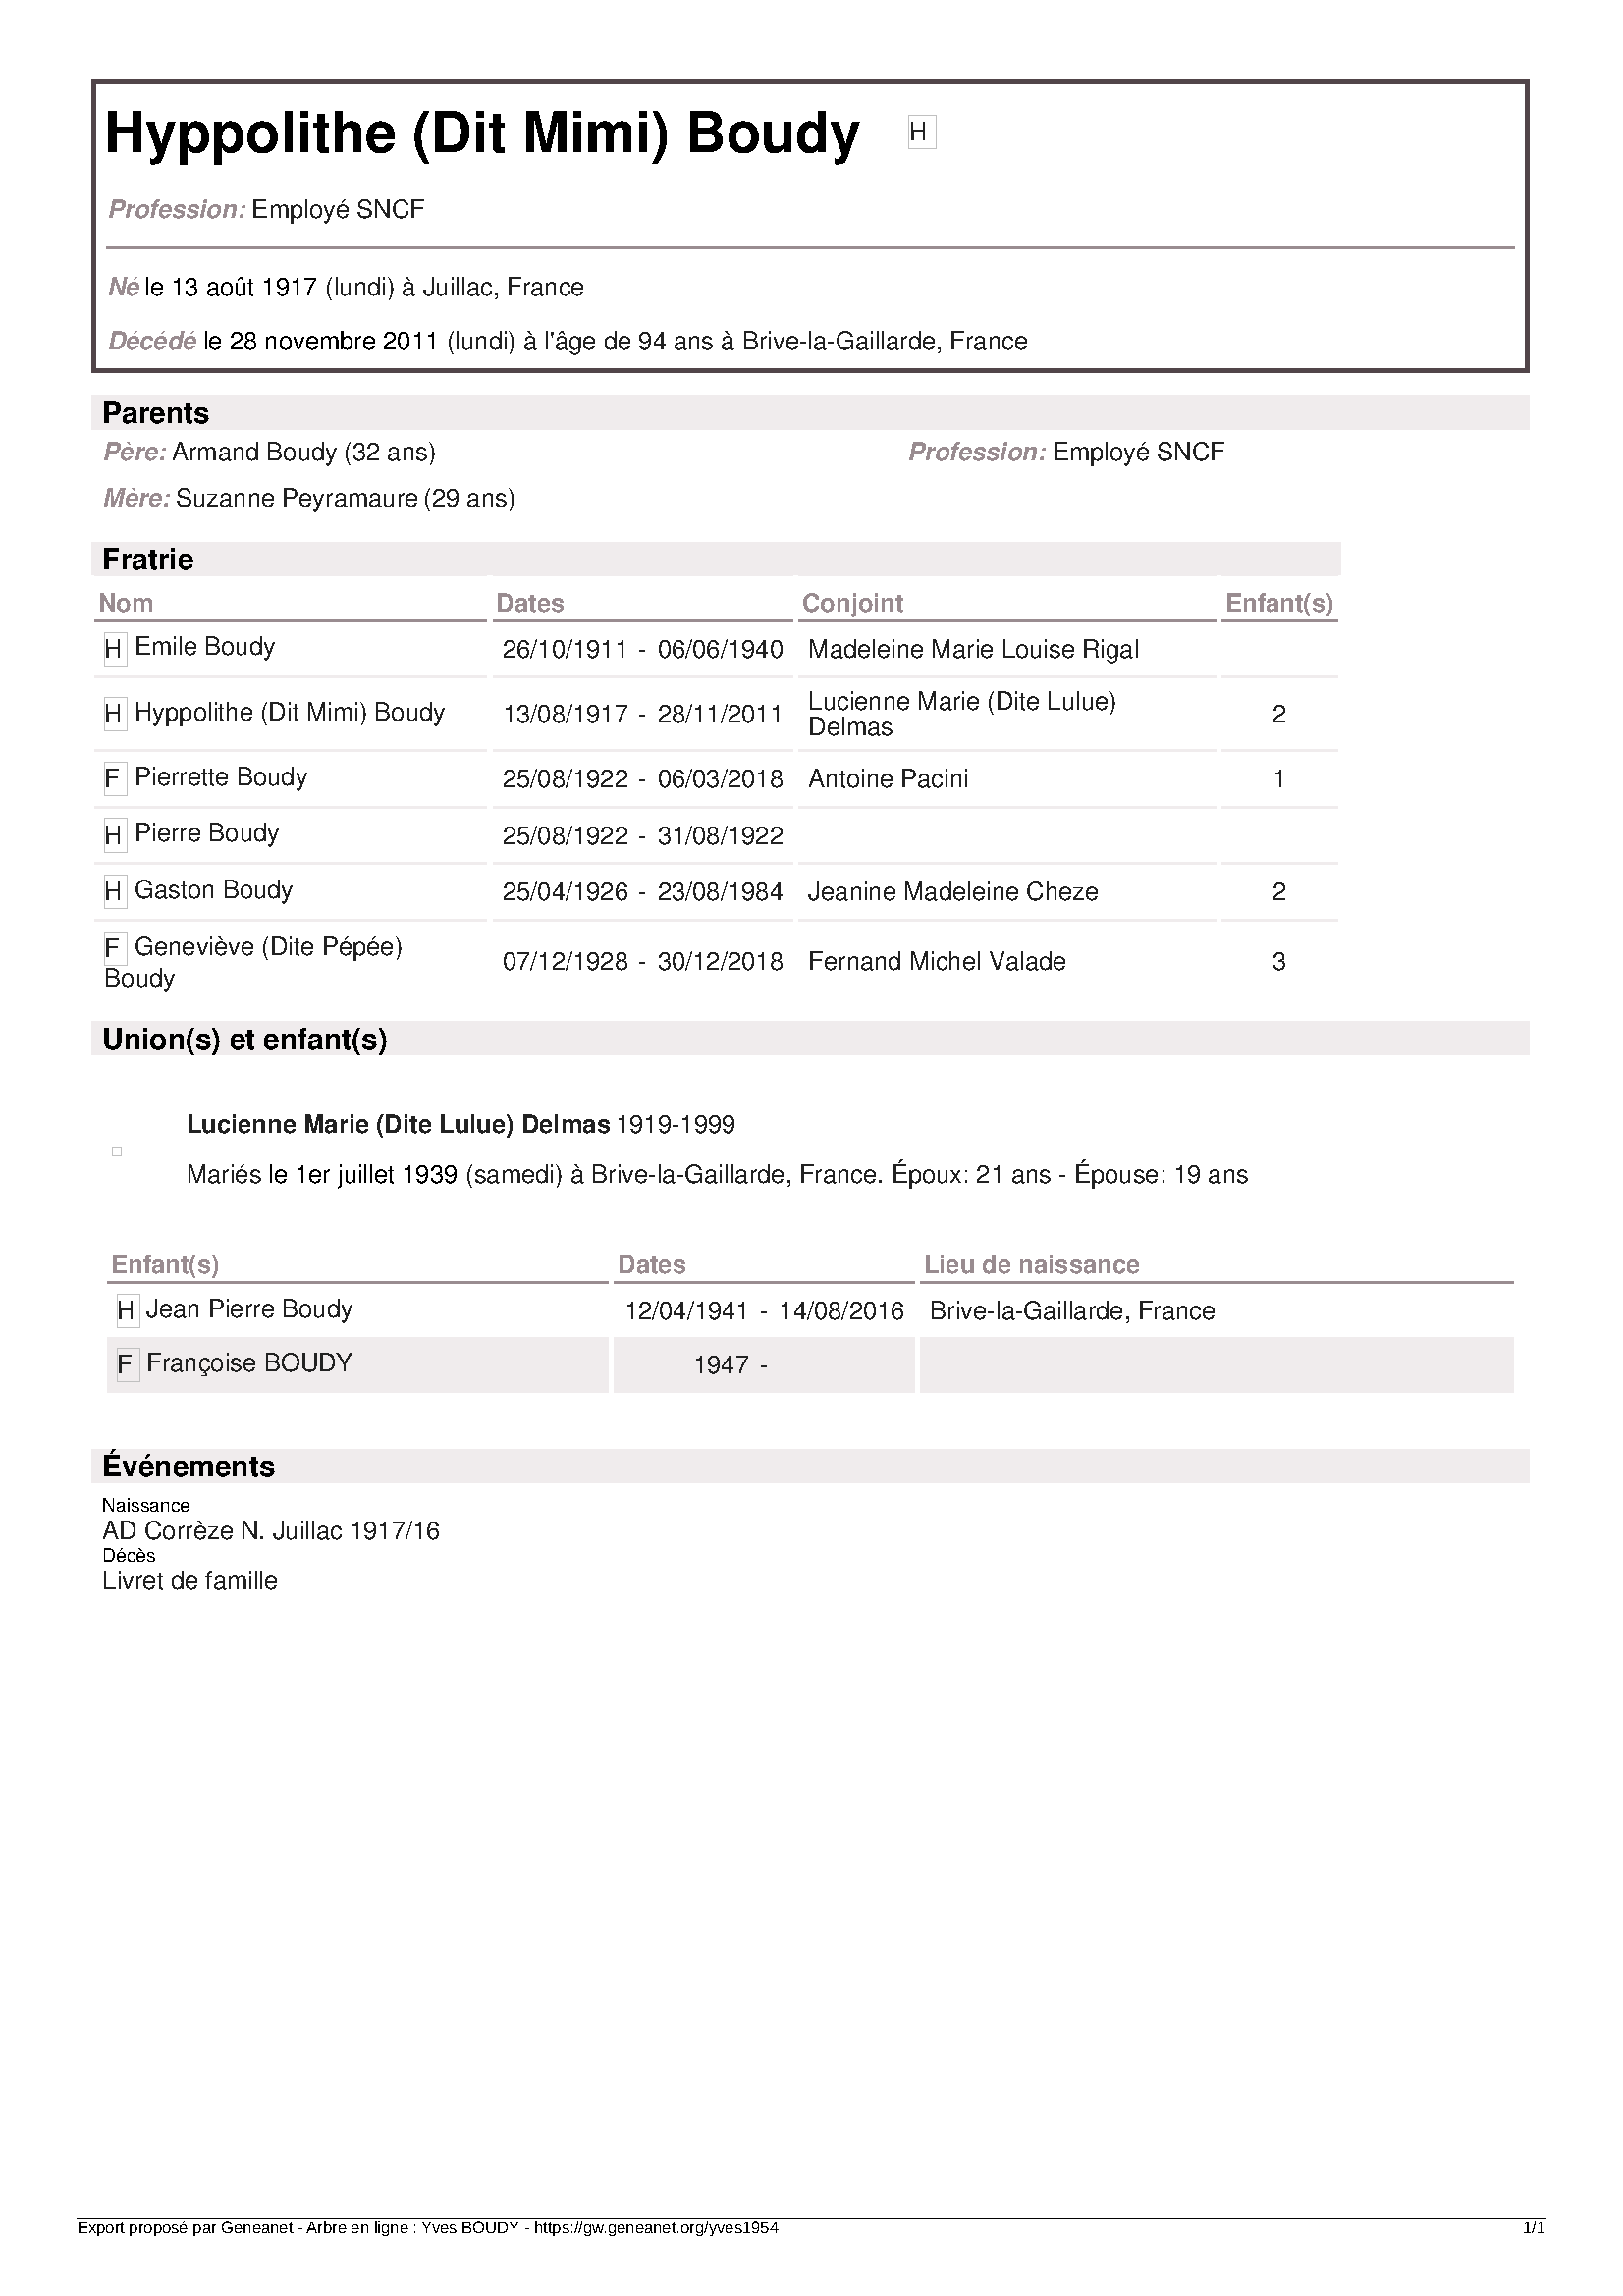 Hyppolithe (Dit Mimi) Boudy H
Profession: Employé SNCF
Né le 13 août 1917 (lundi) à Juillac, France
Décédé le 28 novembre 2011 (lundi) à l'âge de 94 ans à Brive-la-Gaillarde, France
Parents
Père: Armand Boudy (32 ans) Profession: Employé SNCF
Mère: Suzanne Peyramaure (29 ans)
Fratrie
Nom Dates Conjoint Enfant(s)
H Emile Boudy 26/10/1911 - 06/06/1940 Madeleine Marie Louise Rigal
H Hyppolithe (Dit Mimi) Boudy 13/08/1917 - 28/11/2011 Lucienne Marie (Dite Lulue)
Delmas 2
F Pierrette Boudy 25/08/1922 - 06/03/2018 Antoine Pacini 1
H Pierre Boudy 25/08/1922 - 31/08/1922
H Gaston Boudy 25/04/1926 - 23/08/1984 Jeanine Madeleine Cheze 2
F Geneviève (Dite Pépée)
Boudy 07/12/1928 - 30/12/2018 Fernand Michel Valade 3
Union(s) et enfant(s)
Lucienne Marie (Dite Lulue) Delmas 1919-1999
Mariés le 1er juillet 1939 (samedi) à Brive-la-Gaillarde, France. Époux: 21 ans - Épouse: 19 ans
Enfant(s) Dates Lieu de naissance
H Jean Pierre Boudy 12/04/1941 - 14/08/2016 Brive-la-Gaillarde, France
F Françoise BOUDY 1947 -
Événements
Naissance
AD Corrèze N. Juillac 1917/16
Décès
Livret de famille
Export proposé par Geneanet - Arbre en ligne : Yves BOUDY - https://gw.geneanet.org/yves1954 1/1